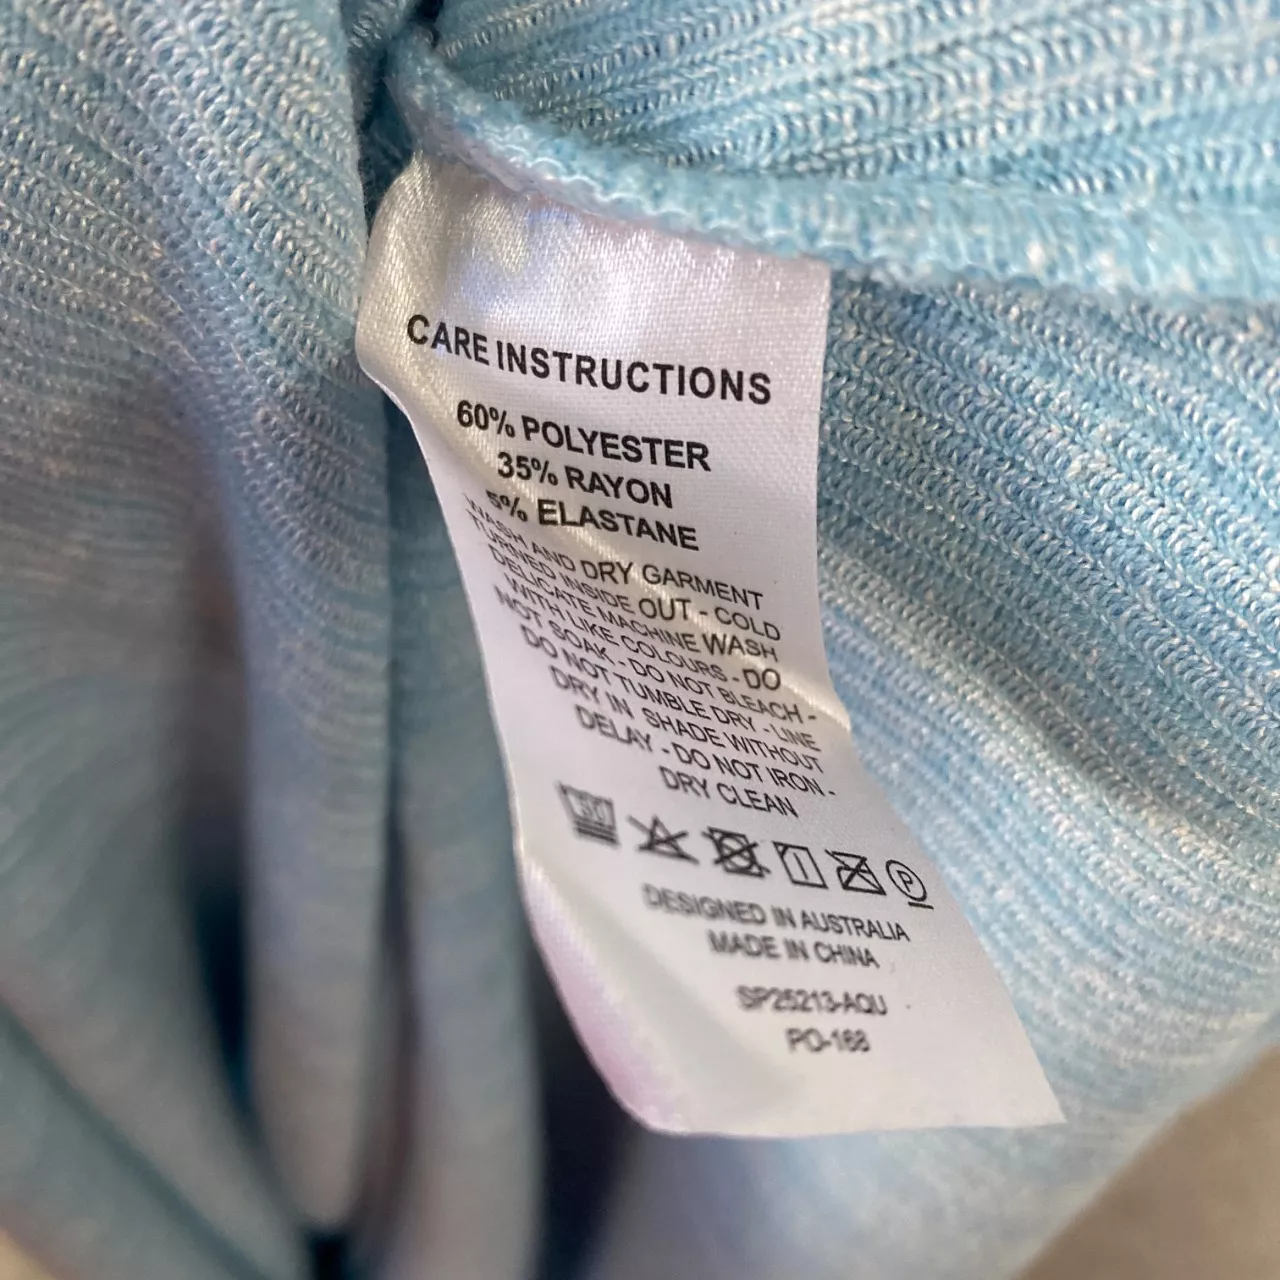 CARE INSTRUCTIONS
60% POLYESTER
35% RAYON
5% ELASTANE
WASH AND DRY GARMENT
TURNED INSIDE OUT - COLD
DELICATE MACHINE WASH
WITH LIKE COLOURS - DO
NOT SOAK - DO NOT BLEACH -
DO NOT TUMBLE DRY - LINE
DRY IN SHADE WITHOUT
DELAY - DO NOT IRON -
DRY CLEAN
30 P
DESIGNED IN AUSTRALIA
MADE IN CHINA
SP25213-AQU
PO-168